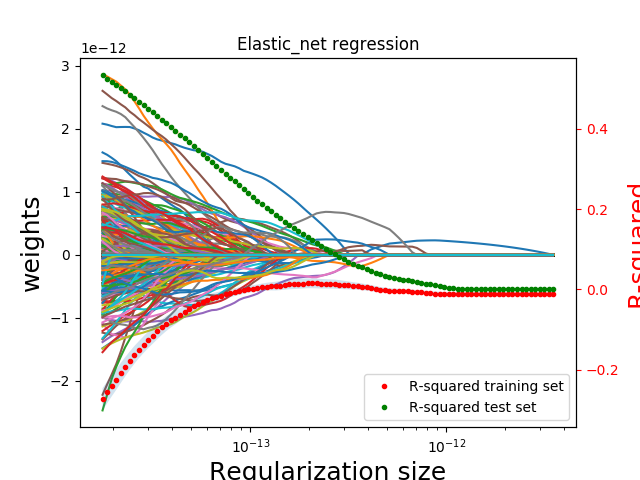 Elastic_net regression
1e−12
3
2
1
0
−1
−2
weights
0.4
0.2
0.0
−0.2
R-squared
R-squared training set
R-squared test set
10−13
10−12
Regularization size